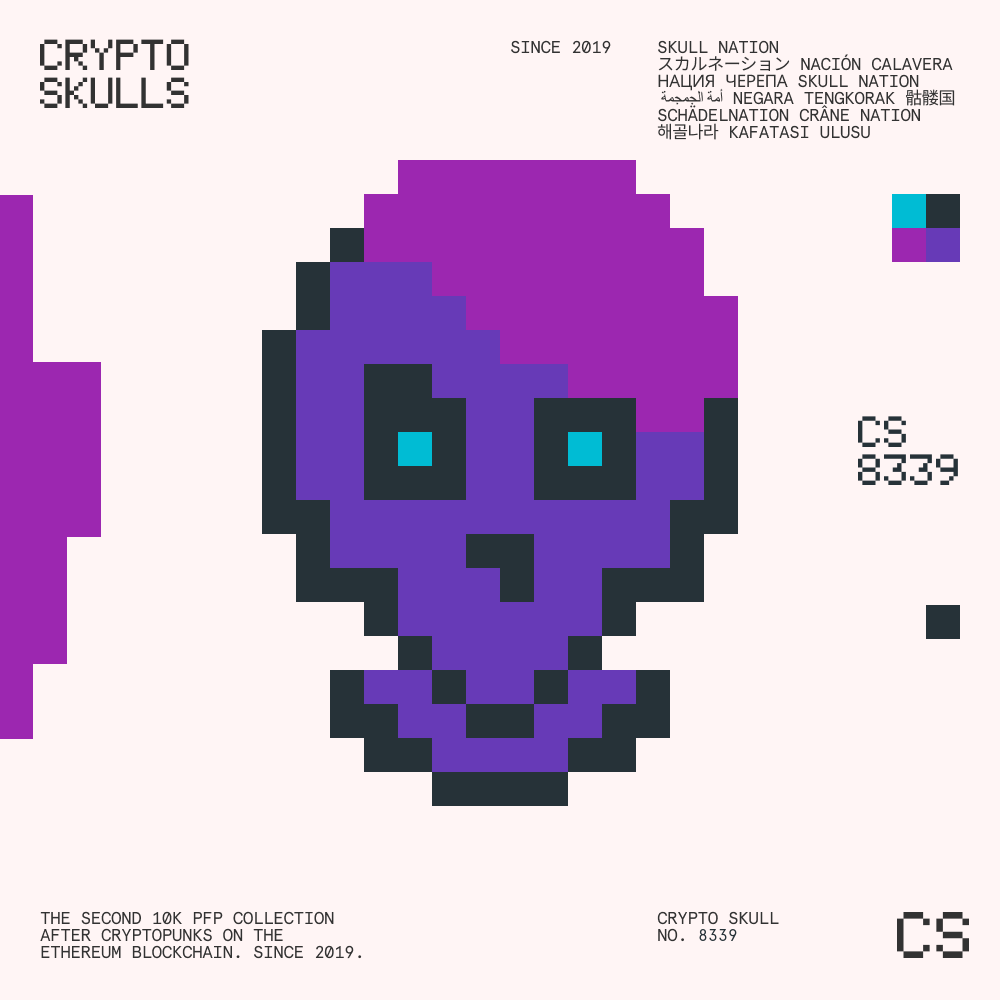 CRYPTO
SKULLS
SINCE 2019
SKULL NATION
スカルネーション NACIÓN CALAVERA
НАЦИЯ ЧЕРЕПА SKULL NATION
أمة الجمجمة NEGARA TENGKORAK 骷髅国
SCHÄDELNATION CRÂNE NATION
해골나라 KAFATASI ULUSU
CS
8339
THE SECOND 10K PFP COLLECTION
AFTER CRYPTOPUNKS ON THE
ETHEREUM BLOCKCHAIN. SINCE 2019.
CRYPTO SKULL
NO. 8339
CS